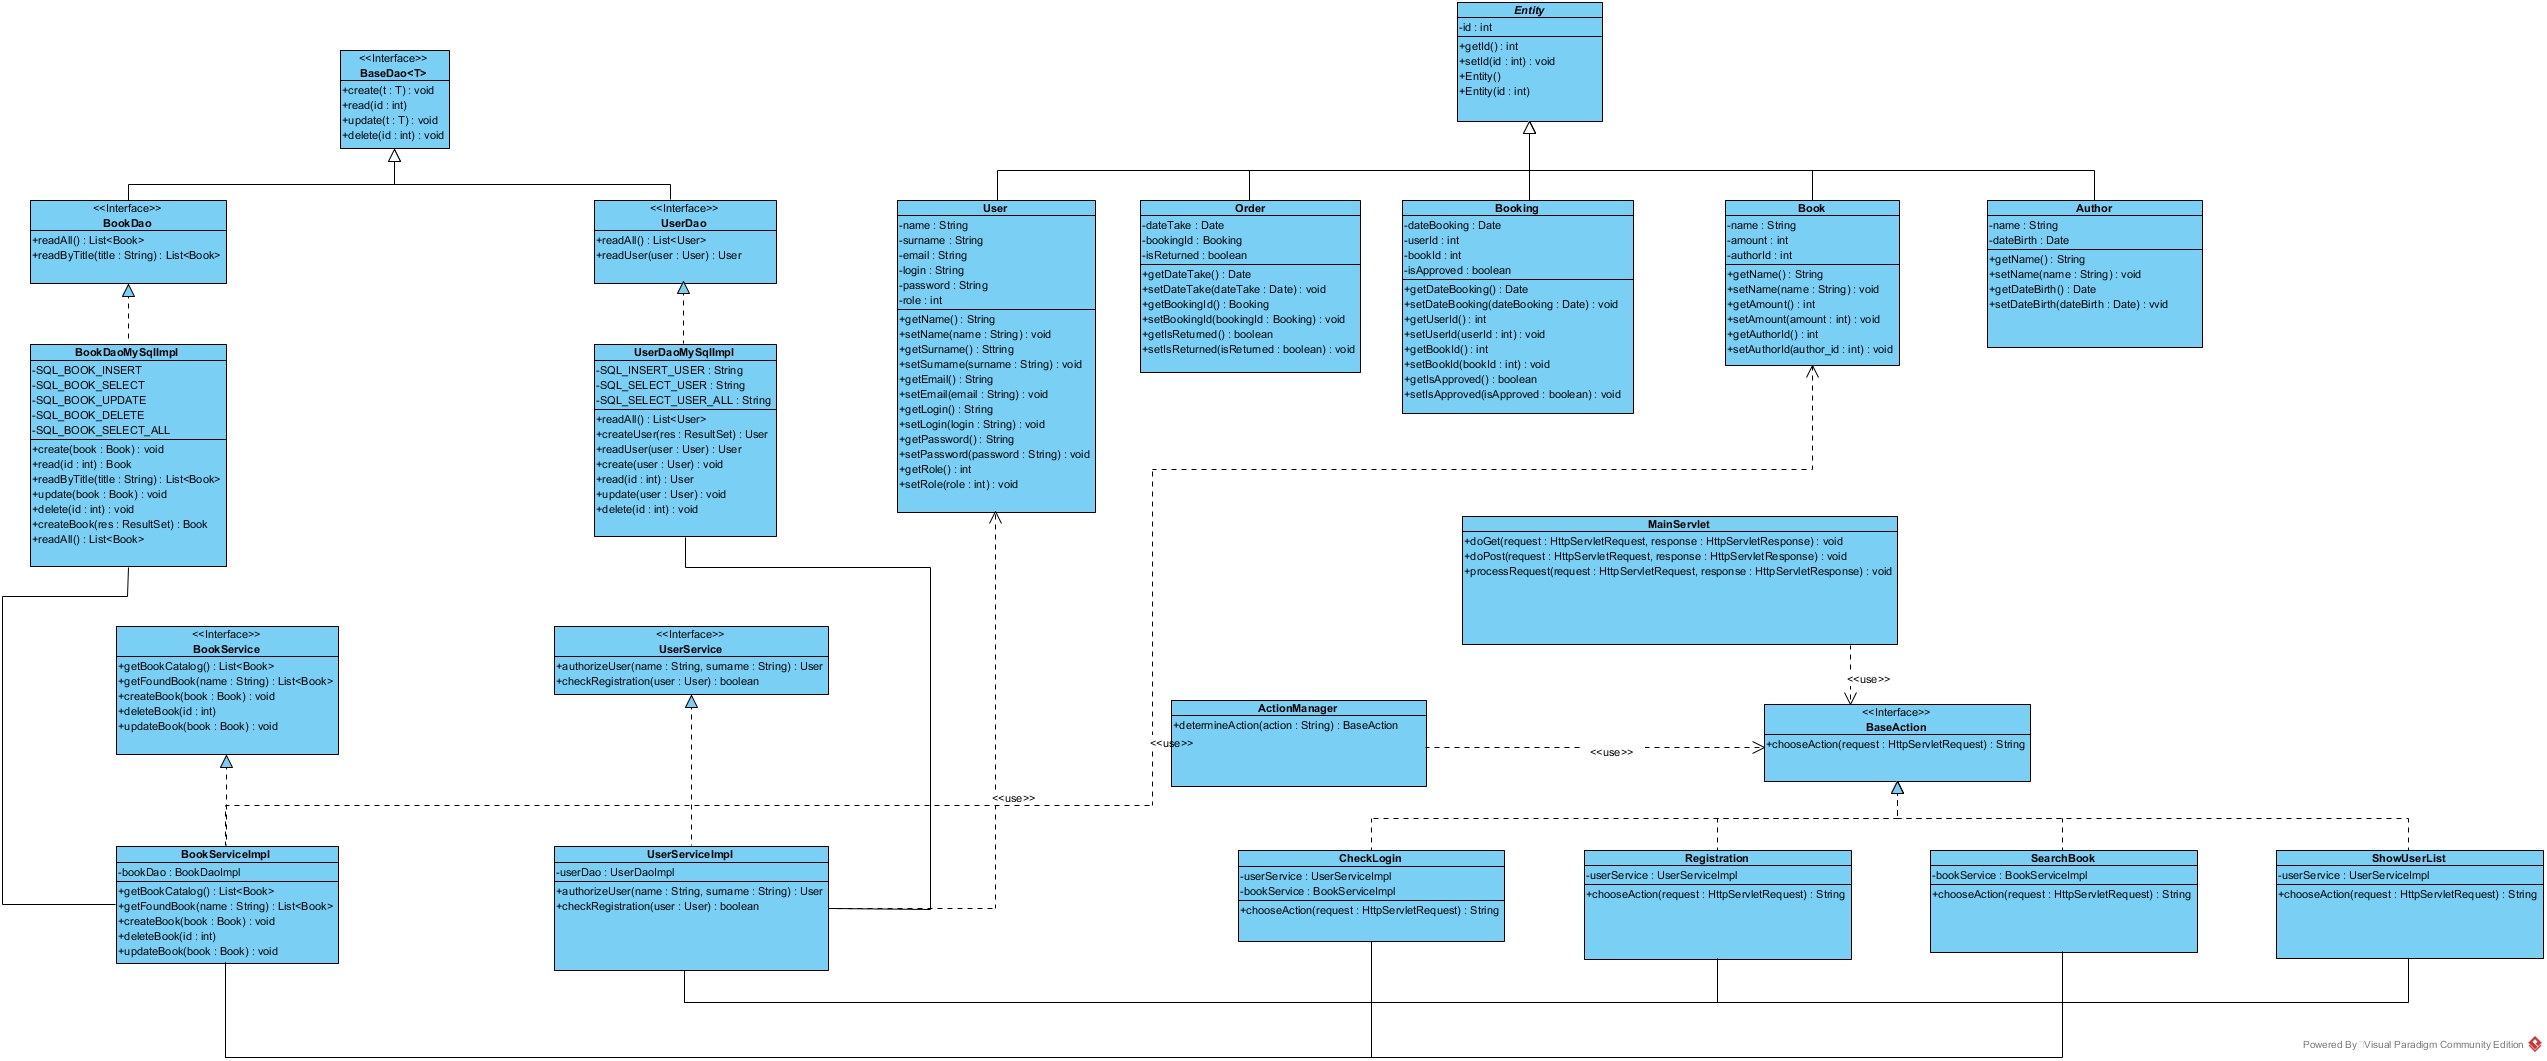 Entity
-id : int
+getId() : int
+setId(id : int) : void
+Entity()
+Entity(id : int)
<<Interface>>
BaseDao<T>
+create(t : T) : void
+read(id : int)
+update(t : T) : void
+delete(id : int) : void
<<Interface>>
BookDao
+readAll() : List<Book>
+readByTitle(title : String) : List<Book>
<<Interface>>
UserDao
+readAll() : List<User>
+readUser(user : User) : User
User
-name : String
-surname : String
-email : String
-login : String
-password : String
-role : int
+getName() : String
+setName(name : String) : void
+getSurname() : Sttring
+setSurname(surname : String) : void
+getEmail() : String
+setEmail(email : String) : void
+getLogin() : String
+setLogin(login : String) : void
+getPassword() : String
+setPassword(password : String) : void
+getRole() : int
+setRole(role : int) : void
Order
-dateTake : Date
-bookingId : Booking
-isReturned : boolean
+getDateTake() : Date
+setDateTake(dateTake : Date) : void
+getBookingId() : Booking
+setBookingId(bookingId : Booking) : void
+getIsReturned() : boolean
+setIsReturned(isReturned : boolean) : void
Booking
-dateBooking : Date
-userId : int
-bookId : int
-isApproved : boolean
+getDateBooking() : Date
+setDateBooking(dateBooking : Date) : void
+getUserId() : int
+setUserId(userId : int) : void
+getBookId() : int
+setBookId(bookId : int) : void
+getIsApproved() : boolean
+setIsApproved(isApproved : boolean) : void
Book
-name : String
-amount : int
-authorId : int
+getName() : String
+setName(name : String) : void
+getAmount() : int
+setAmount(amount : int) : void
+getAuthorId() : int
+setAuthorId(author_id : int) : void
Author
-name : String
-dateBirth : Date
+getName() : String
+setName(name : String) : void
+getDateBirth() : Date
+setDateBirth(dateBirth : Date) : vvid
BookDaoMySqlImpl
-SQL_BOOK_INSERT
-SQL_BOOK_SELECT
-SQL_BOOK_UPDATE
-SQL_BOOK_DELETE
-SQL_BOOK_SELECT_ALL
+create(book : Book) : void
+read(id : int) : Book
+readByTitle(title : String) : List<Book>
+update(book : Book) : void
+delete(id : int) : void
+createBook(res : ResultSet) : Book
+readAll() : List<Book>
UserDaoMySqlImpl
-SQL_INSERT_USER : String
-SQL_SELECT_USER : String
-SQL_SELECT_USER_ALL : String
+readAll() : List<User>
+createUser(res : ResultSet) : User
+readUser(user : User) : User
+create(user : User) : void
+read(id : int) : User
+update(user : User) : void
+delete(id : int) : void
MainServlet
+doGet(request : HttpServletRequest, response : HttpServletResponse) : void
+doPost(request : HttpServletRequest, response : HttpServletResponse) : void
+processRequest(request : HttpServletRequest, response : HttpServletResponse) : void
<<Interface>>
BookService
+getBookCatalog() : List<Book>
+getFoundBook(name : String) : List<Book>
+createBook(book : Book) : void
+deleteBook(id : int)
+updateBook(book : Book) : void
<<Interface>>
UserService
+authorizeUser(name : String, surname : String) : User
+checkRegistration(user : User) : boolean
<<use>>
ActionManager
+determineAction(action : String) : BaseAction
<<use>>
<<use>>
<<Interface>>
BaseAction
+chooseAction(request : HttpServletRequest) : String
<<use>>
BookServiceImpl
-bookDao : BookDaoImpl
+getBookCatalog() : List<Book>
+getFoundBook(name : String) : List<Book>
+createBook(book : Book) : void
+deleteBook(id : int)
+updateBook(book : Book) : void
UserServiceImpl
-userDao : UserDaoImpl
+authorizeUser(name : String, surname : String) : User
+checkRegistration(user : User) : boolean
CheckLogin
-userService : UserServiceImpl
-bookService : BookServiceImpl
+chooseAction(request : HttpServletRequest) : String
Registration
-userService : UserServiceImpl
+chooseAction(request : HttpServletRequest) : String
SearchBook
-bookService : BookServiceImpl
+chooseAction(request : HttpServletRequest) : String
ShowUserList
-userService : UserServiceImpl
+chooseAction(request : HttpServletRequest) : String
Powered By Visual Paradigm Community Edition